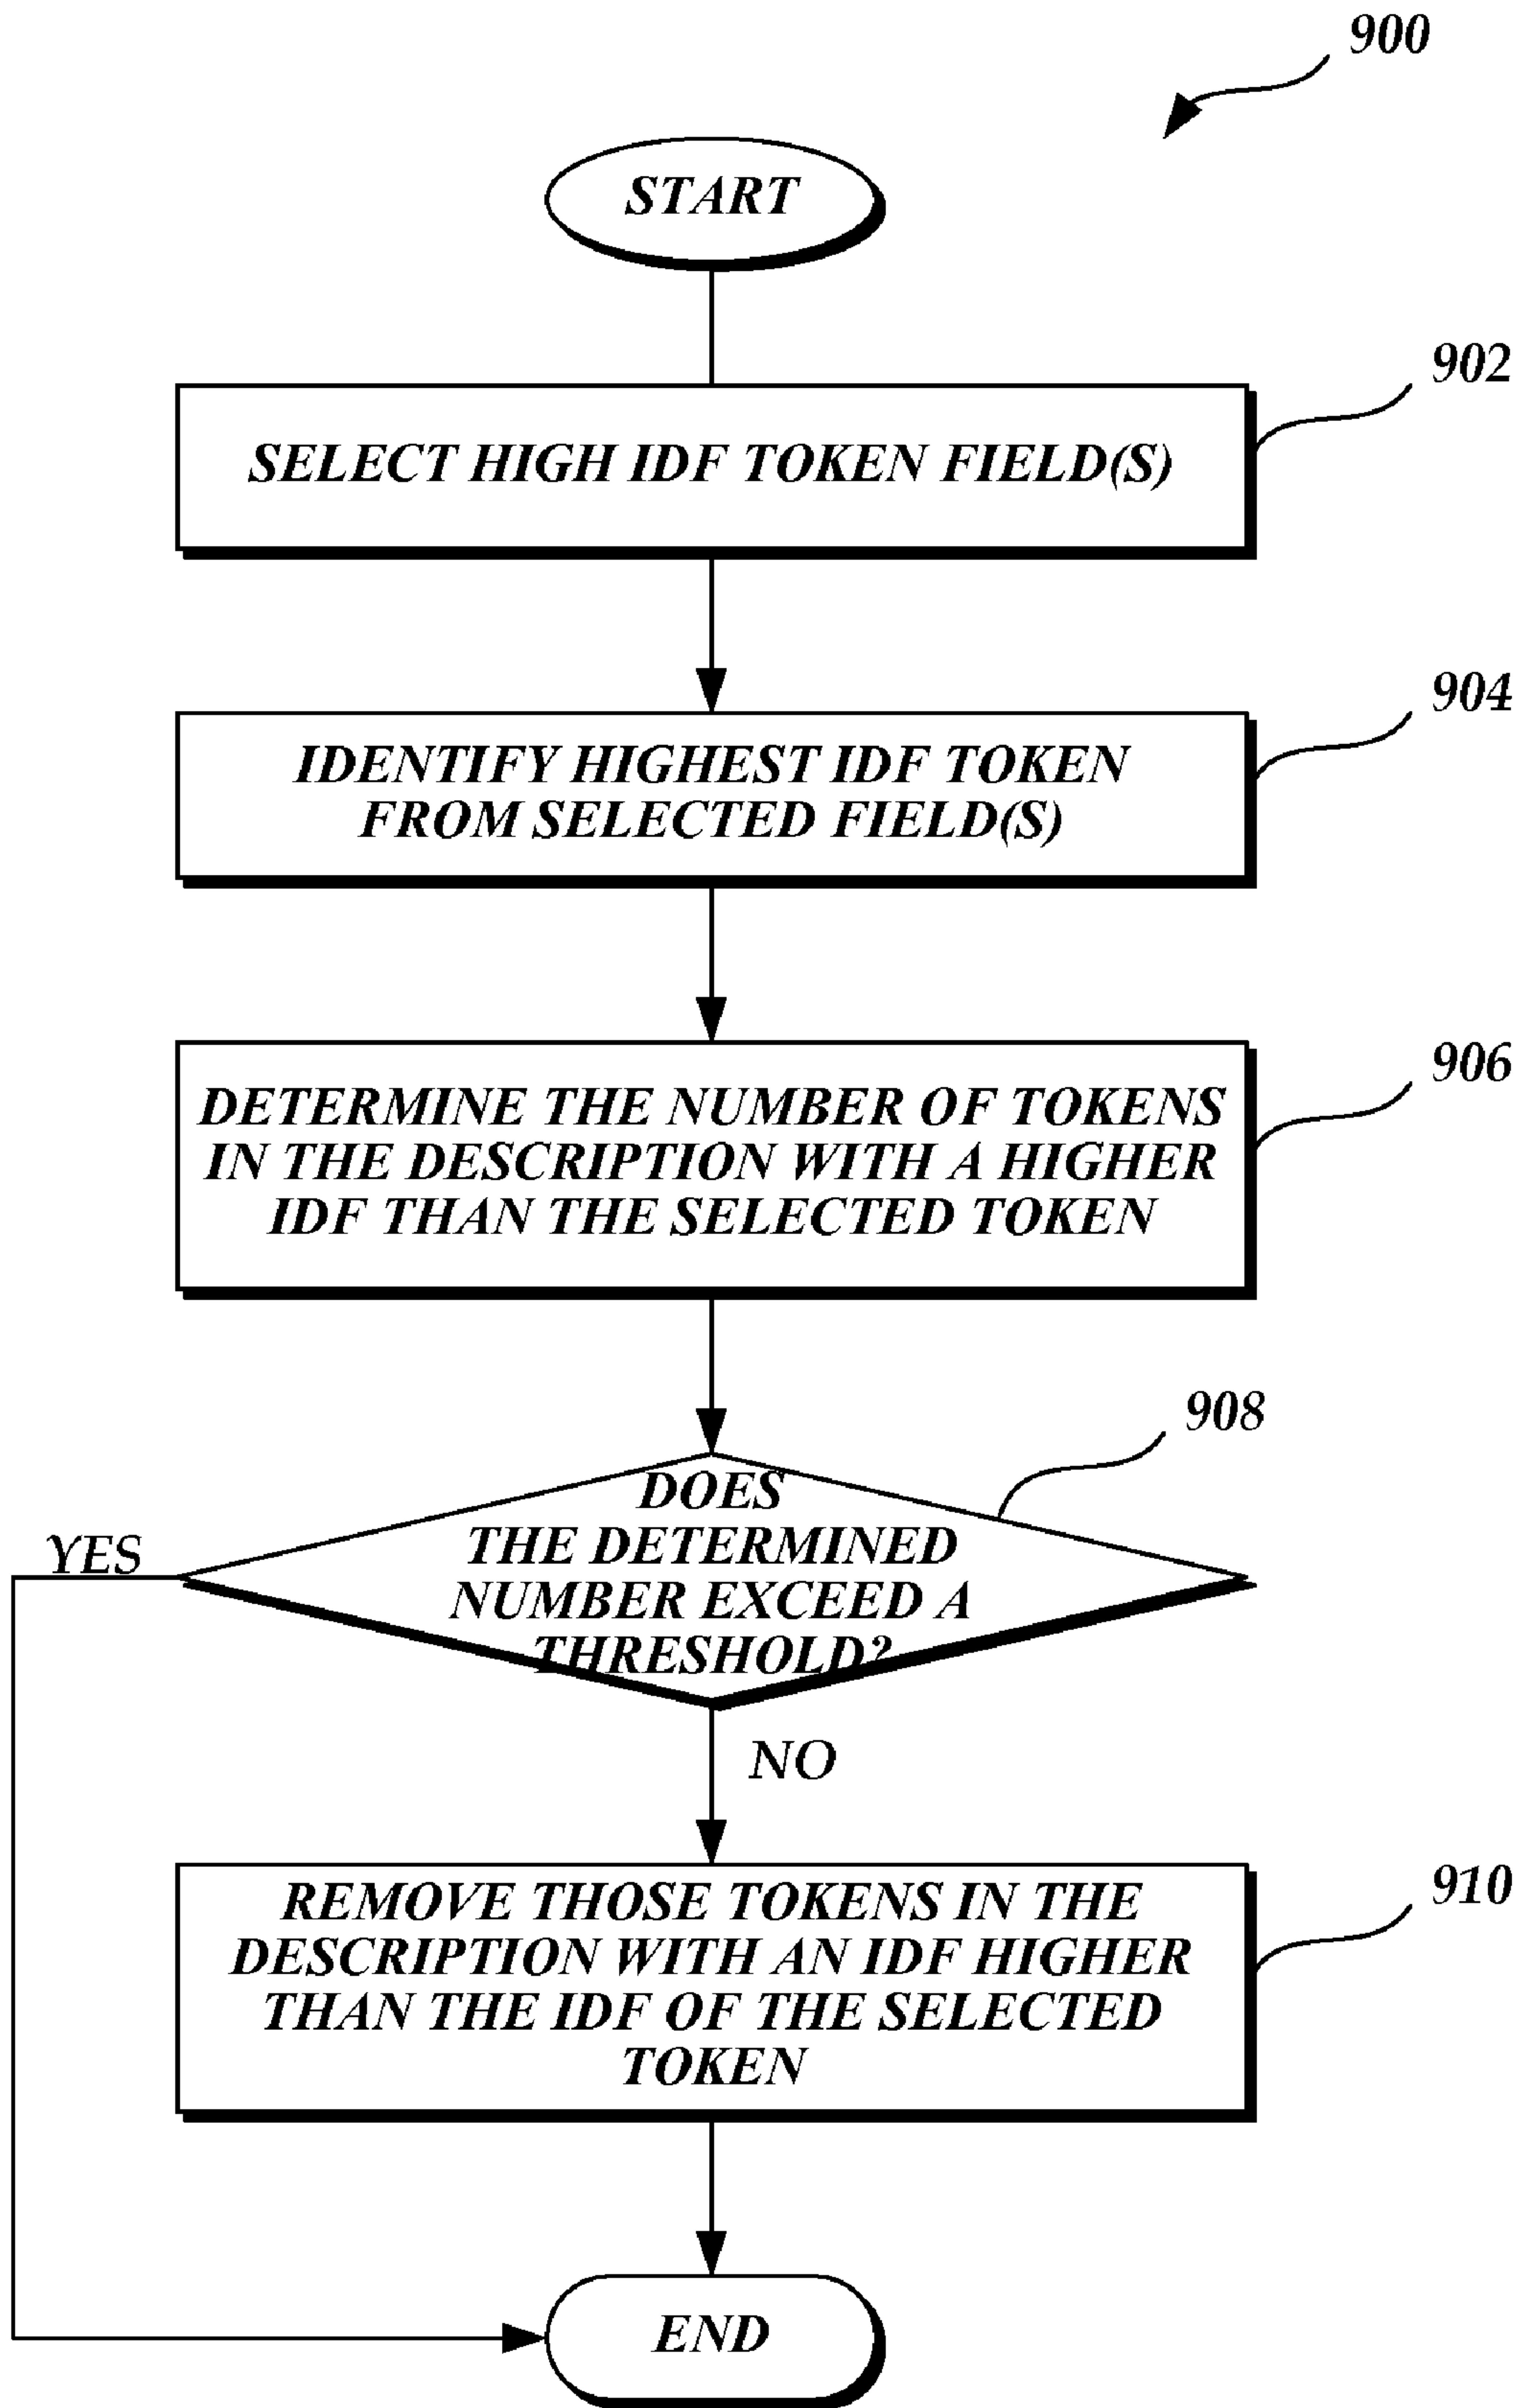 900
START
902
SELECT HIGH IDF TOKEN FIELD(S)
904
IDENTIFY HIGHEST IDF TOKEN
FROM SELECTED FIELD(S)
906
DETERMINE THE NUMBER OF TOKENS
IN THE DESCRIPTION WITH A HIGHER
IDF THAN THE SELECTED TOKEN
908
DOES
THE DETERMINED
NUMBER EXCEED A
THRESHOLD?
YES
NO
910
REMOVE THOSE TOKENS IN THE
DESCRIPTION WITH AN IDF HIGHER
THAN THE IDF OF THE SELECTED
TOKEN
END